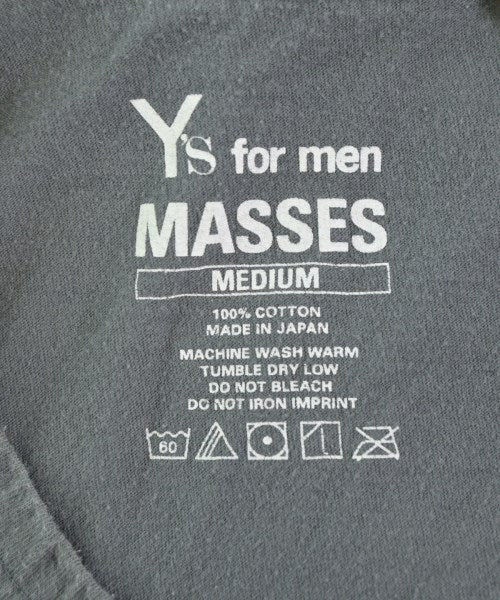 Y's for men
MASSES
MEDIUM
100% COTTON
MADE IN JAPAN
MACHINE WASH WARM
TUMBLE DRY LOW
DO NOT BLEACH
DO NOT IRON IMPRINT
60